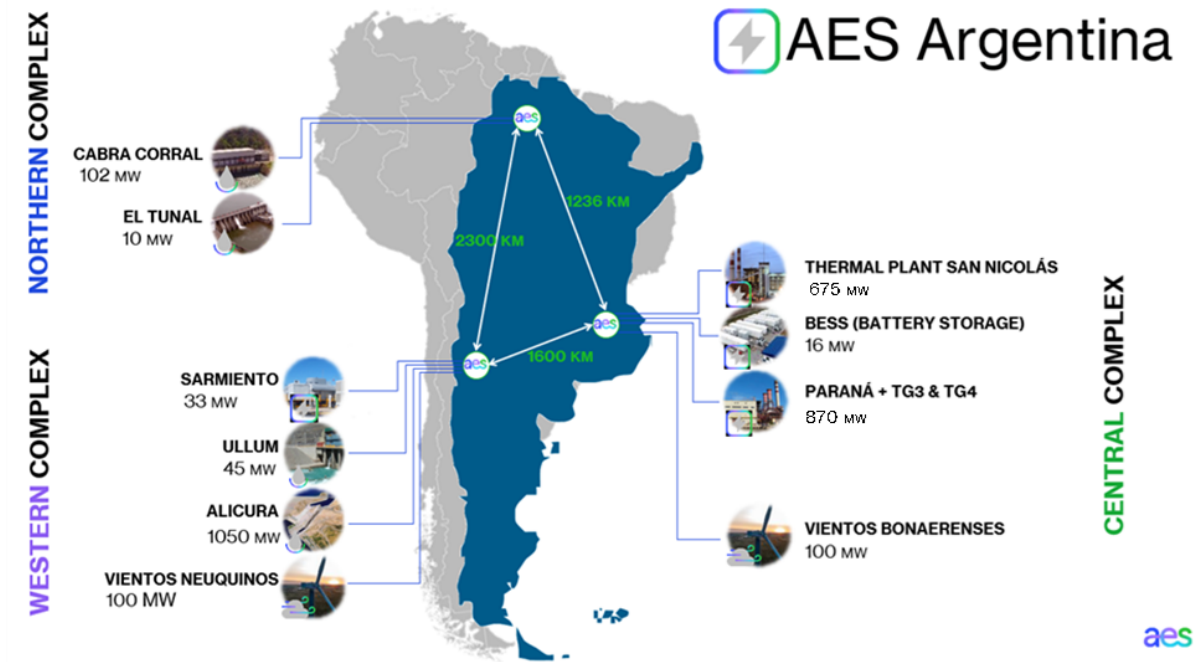 AES Argentina
NORTHERN COMPLEX
CABRA CORRAL
102 MW
EL TUNAL
10 MW
WESTERN COMPLEX
SARMIENTO
33 MW
ULLUM
45 MW
ALICURA
1050 MW
VIENTOS NEUQUINOS
100 MW
aes
1236 KM
2300 KM
aes
1600 KM
aes
THERMAL PLANT SAN NICOLÁS
675 MW
BESS (BATTERY STORAGE)
16 MW
PARANÁ + TG3 & TG4
870 MW
VIENTOS BONAERENSES
100 MW
CENTRAL COMPLEX
aes